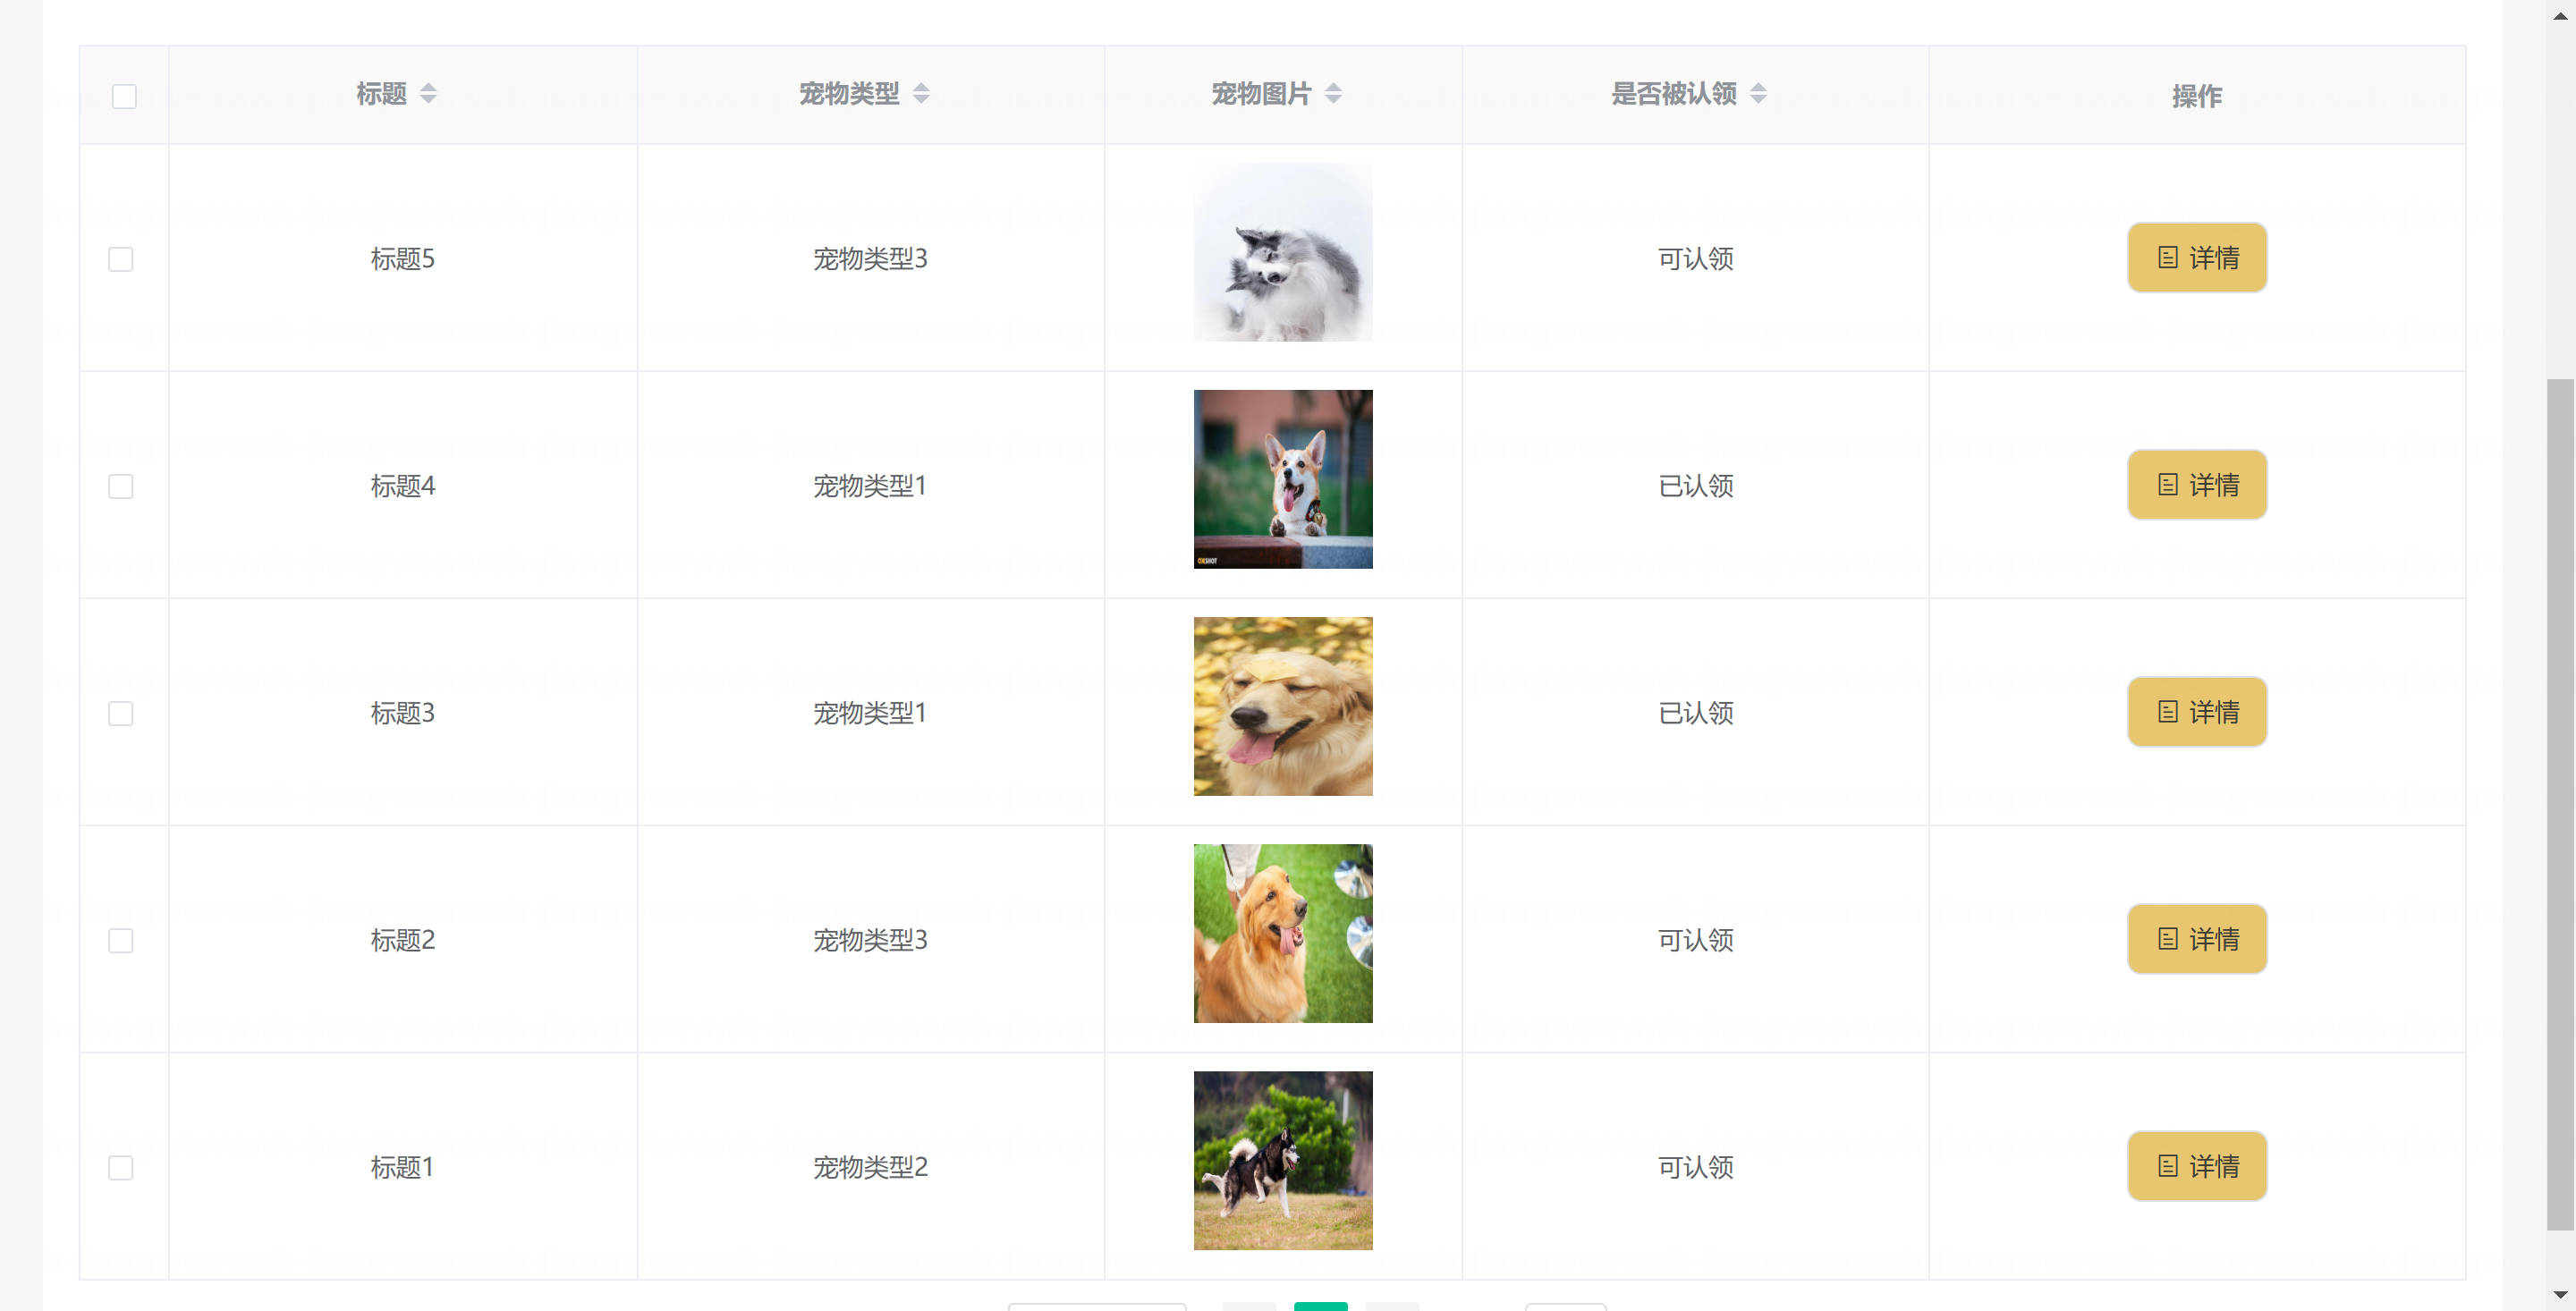 标题 宠物类型 宠物图片 是否被认领 操作
标题5 宠物类型3 可认领 详情
标题4 宠物类型1 已认领 详情
OKSHOT
标题3 宠物类型1 已认领 详情
标题2 宠物类型3 可认领 详情
标题1 宠物类型2 可认领 详情